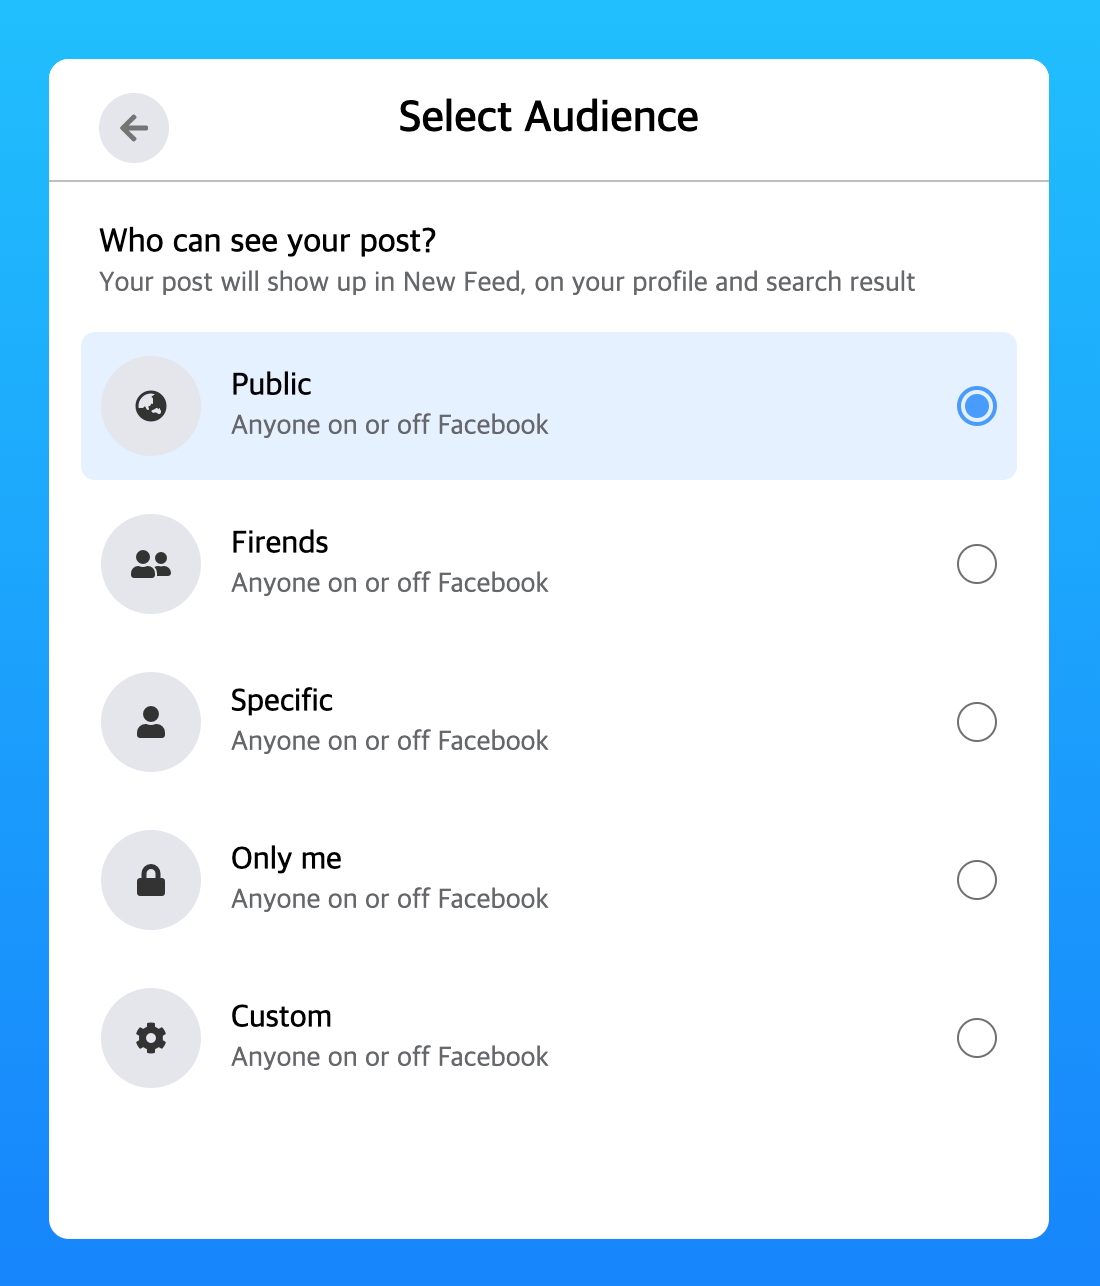 Select Audience
Who can see your post?
Your post will show up in New Feed, on your profile and search result
Public
Anyone on or off Facebook
Firends
Anyone on or off Facebook
Specific
Anyone on or off Facebook
Only me
Anyone on or off Facebook
Custom
Anyone on or off Facebook